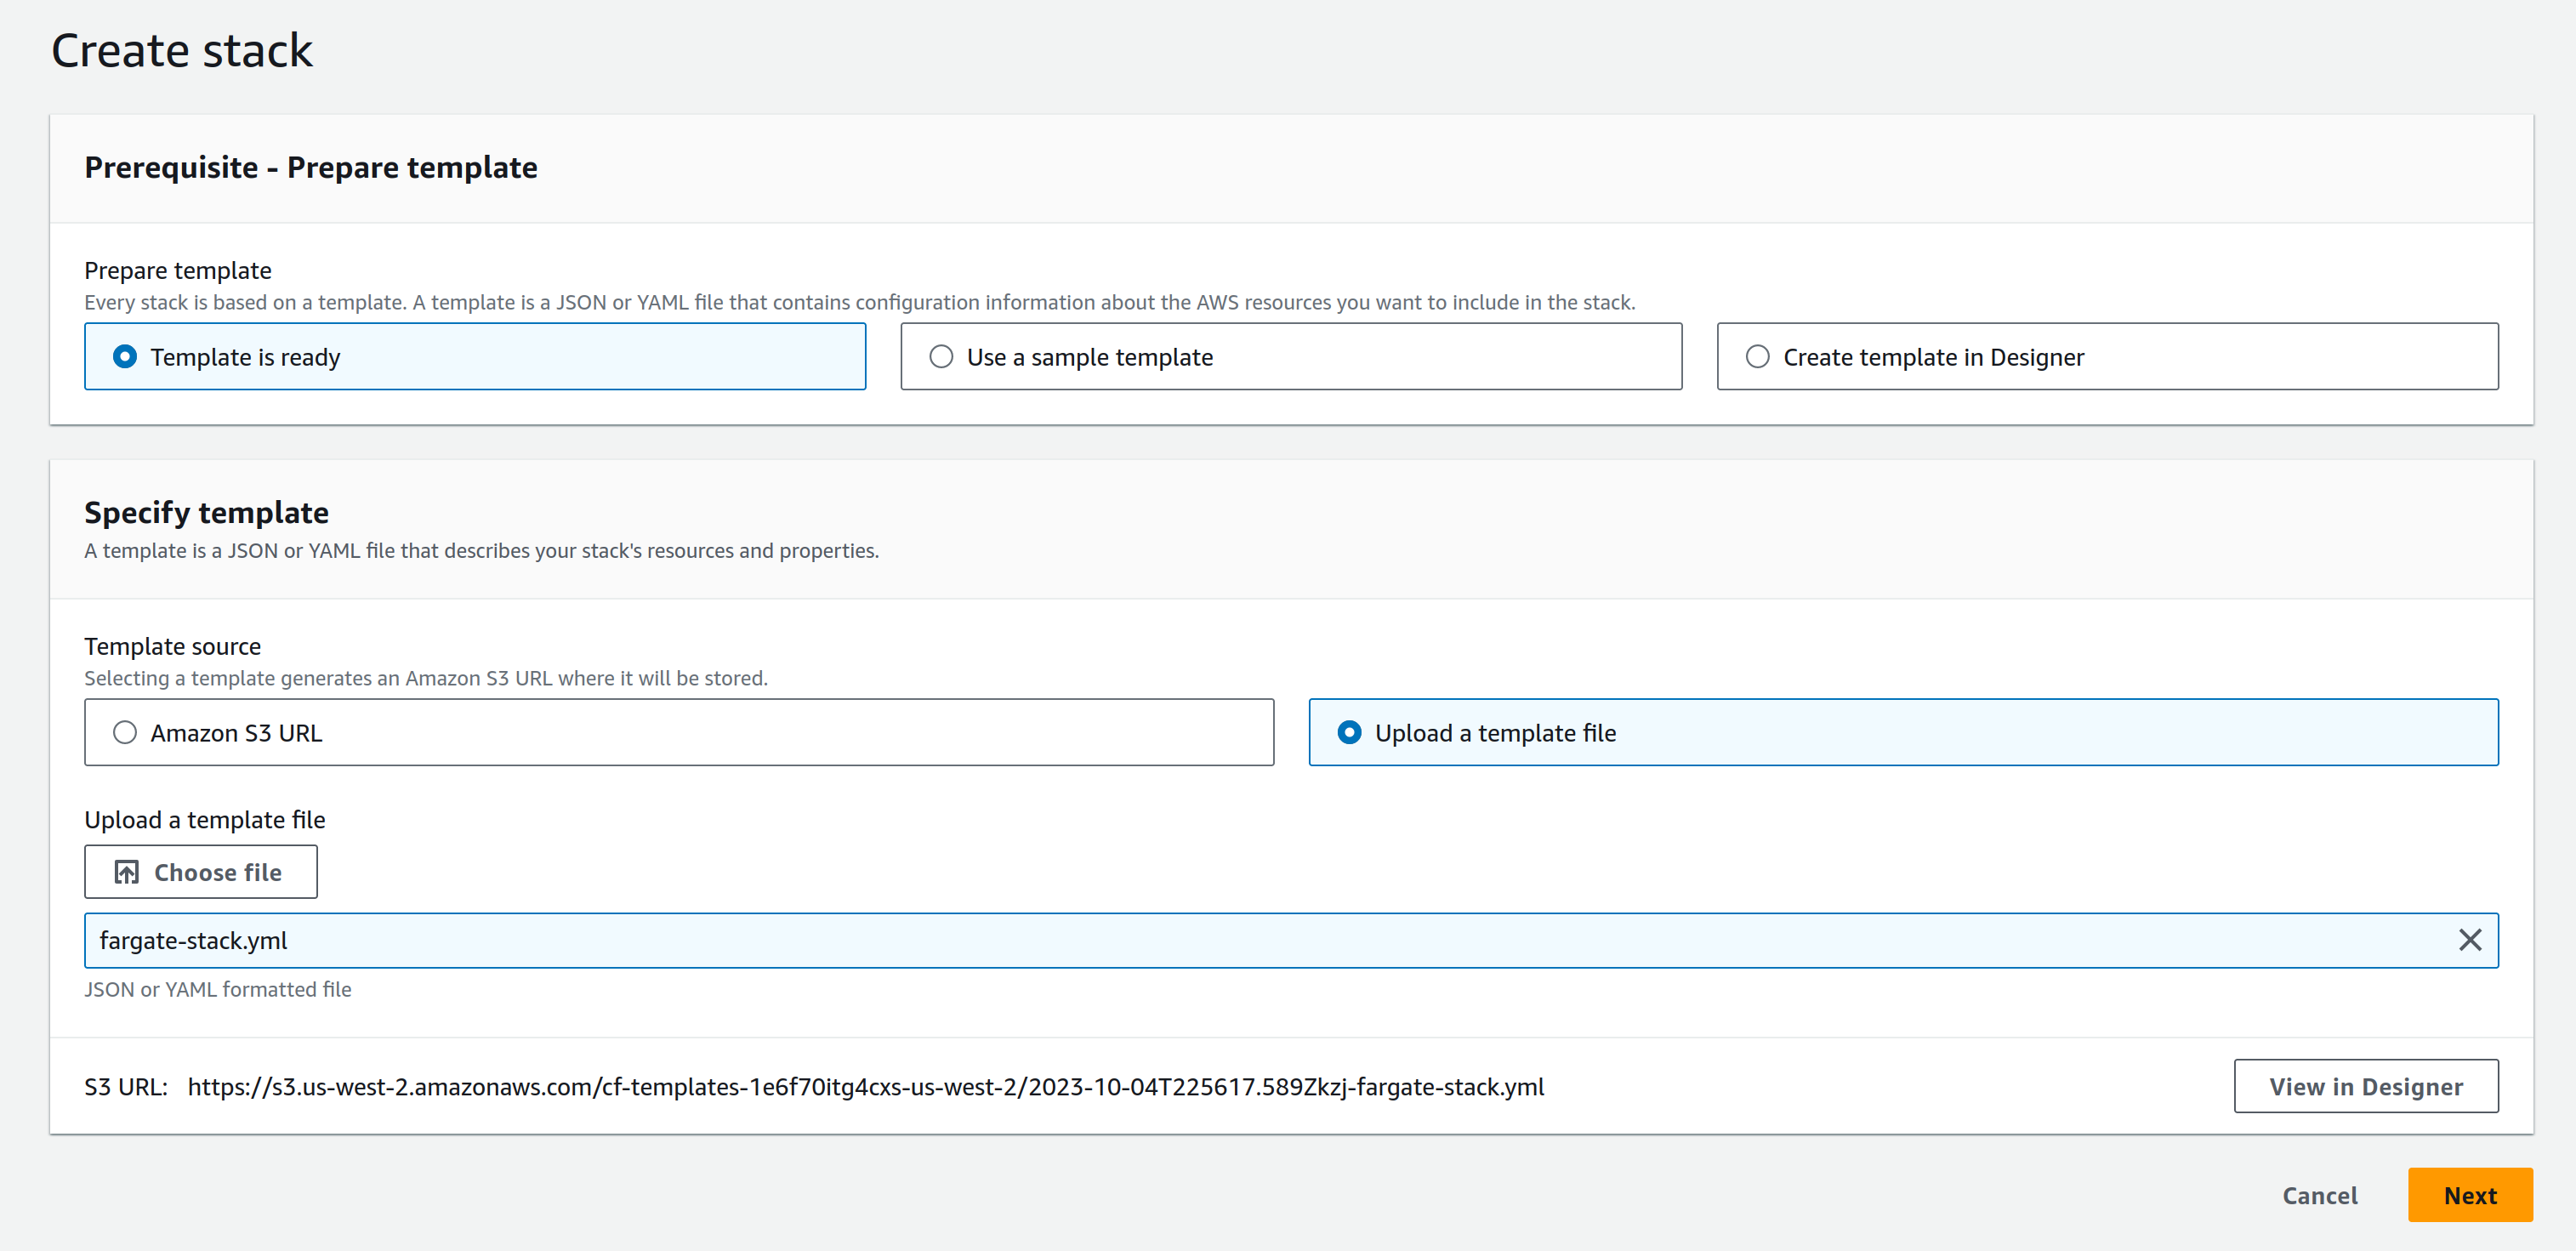 Create stack
Prerequisite - Prepare template
Prepare template
Every stack is based on a template. A template is a JSON or YAML file that contains configuration information about the AWS resources you want to include in the stack.
Template is ready
Use a sample template
Create template in Designer
Specify template
A template is a JSON or YAML file that describes your stack's resources and properties.
Template source
Selecting a template generates an Amazon S3 URL where it will be stored.
Amazon S3 URL
Upload a template file
Upload a template file
Choose file
fargate-stack.yml
JSON or YAML formatted file
S3 URL: https://s3.us-west-2.amazonaws.com/cf-templates-1e6f70itg4cxs-us-west-2/2023-10-04T225617.589Zkzj-fargate-stack.yml
View in Designer
Cancel
Next